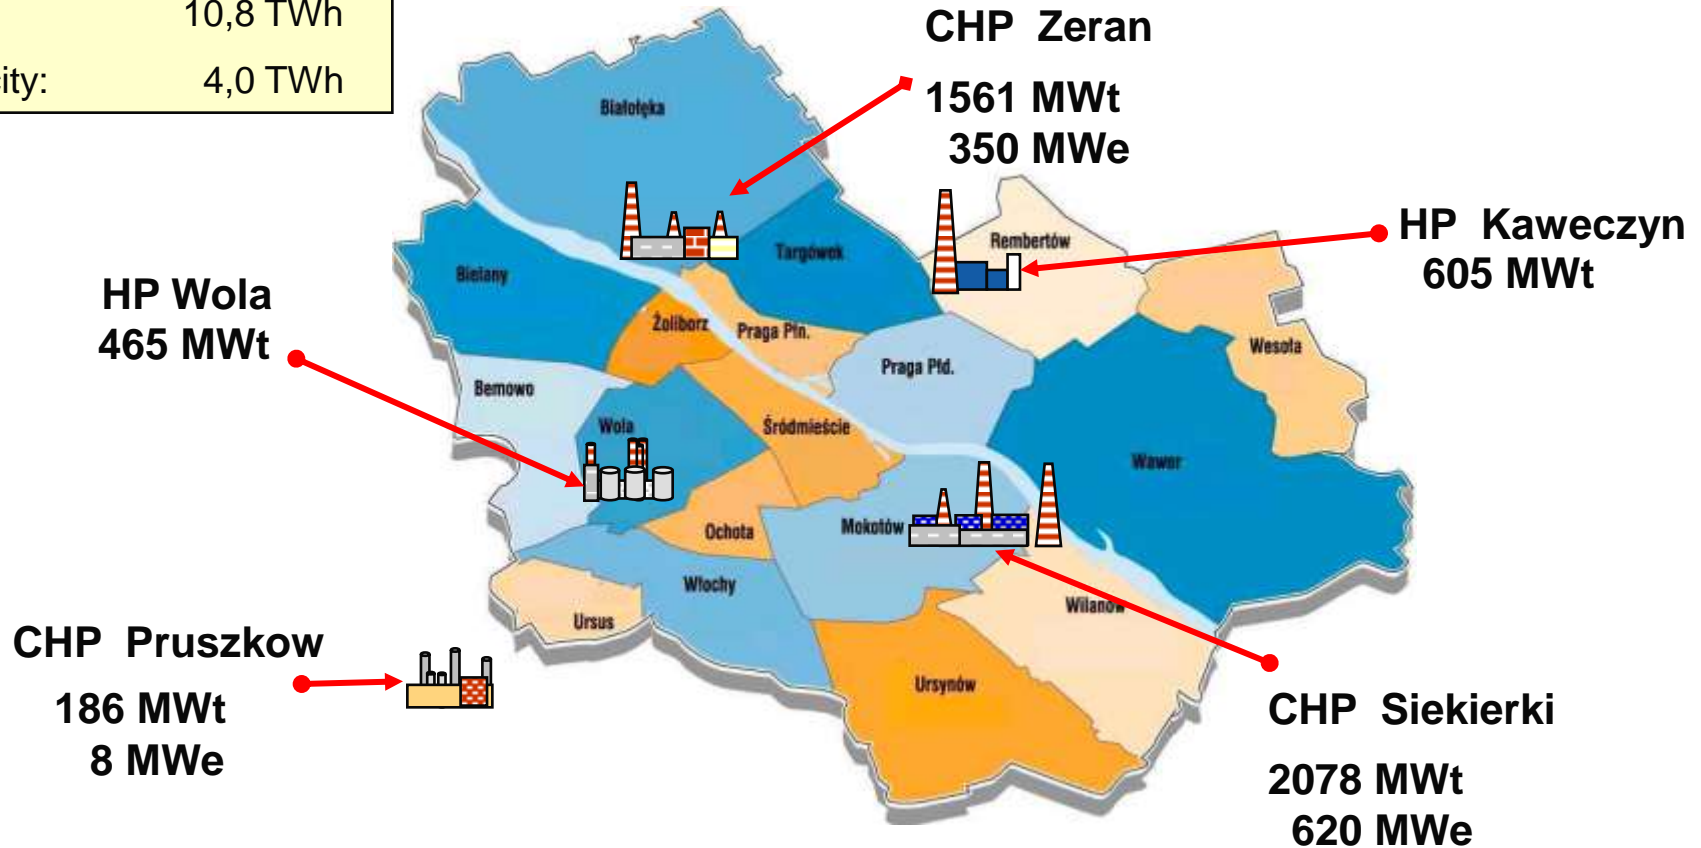 10,8 TWh
city: 4,0 TWh
CHP Zeran
1561 MWt
350 MWe
HP Kaweczyn
605 MWt
HP Wola
465 MWt
CHP Pruszkow
186 MWt
8 MWe
CHP Siekierki
2078 MWt
620 MWe
Białołęka
Targówek
Rembertów
Bielany
Żoliborz
Praga Płn.
Wesoła
Praga Płd.
Bemowo
Wola
Śródmieście
Wawer
Ochota
Mokotów
Włochy
Wilanów
Ursus
Ursynów